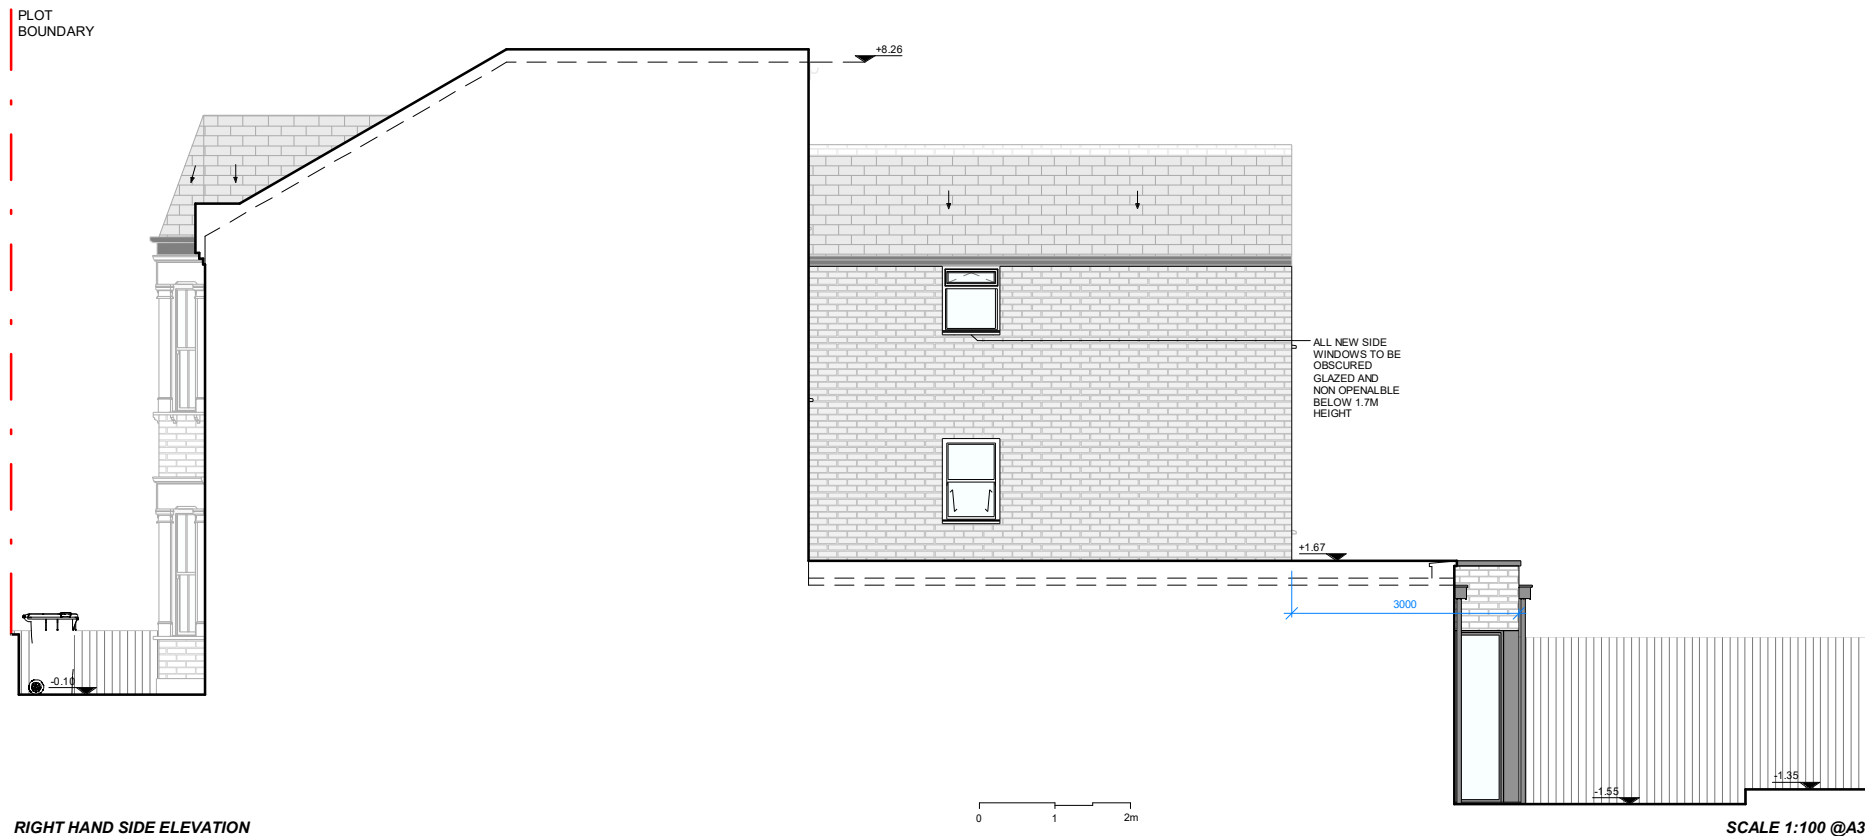 PLOT
BOUNDARY
+8.26
ALL NEW SIDE
WINDOWS TO BE
OBSCURED
GLAZED AND
NON OPENALBLE
BELOW 1.7M
HEIGHT
+1.67
3000
-0.10
-1.35
-1.55
0 1 2m
RIGHT HAND SIDE ELEVATION
SCALE 1:100 @A3